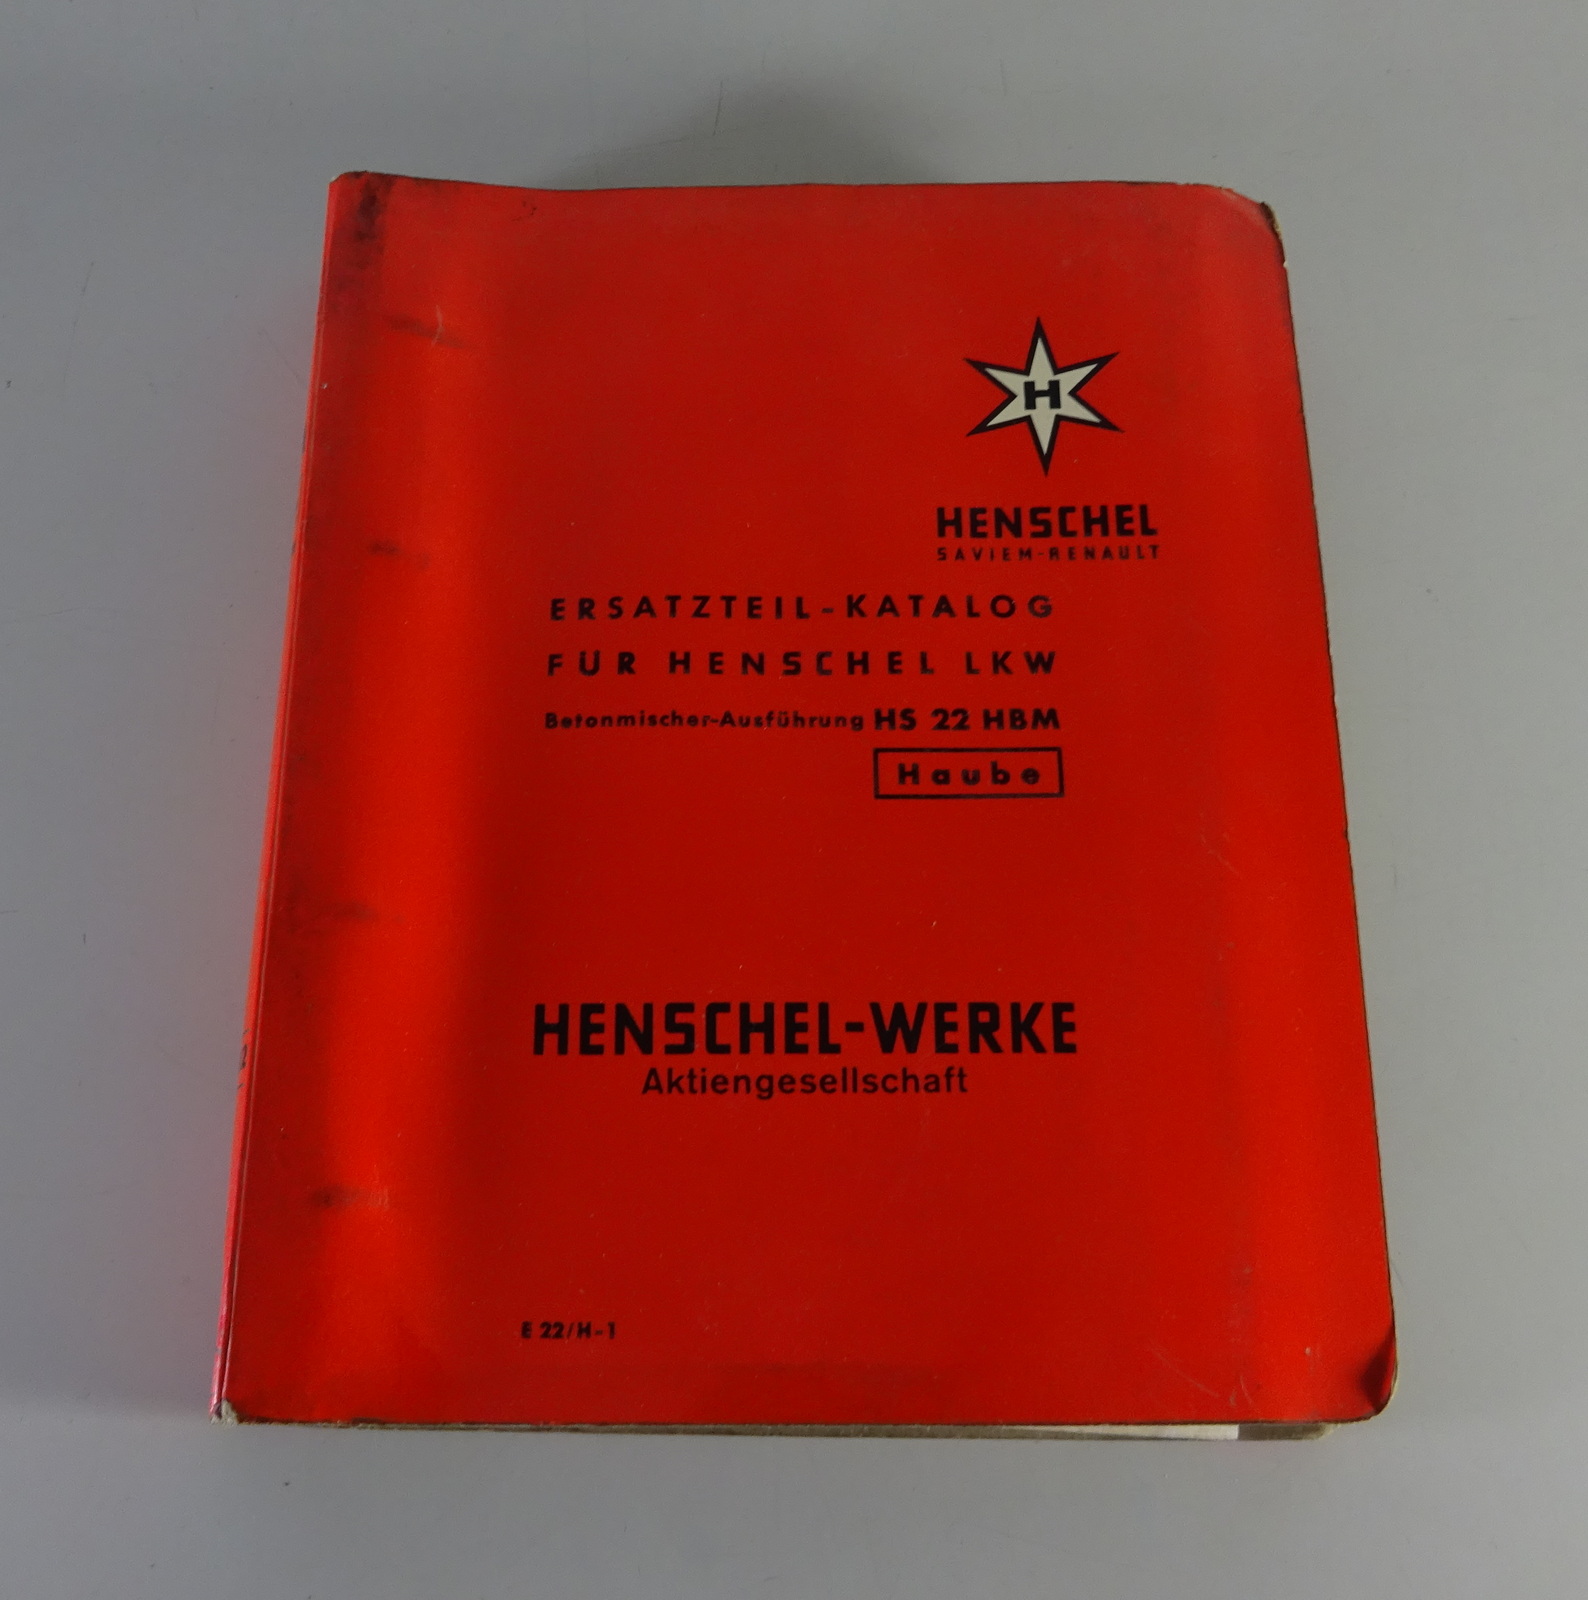 H
HENSCHEL
SAVIEM-RENAULT
ERSATZTEIL-KATALOG
FÜR HENSCHEL LKW
Betonmischer-Ausführung HS 22 HBM
Haube
HENSCHEL-WERKE
Aktiengesellschaft
E 22/H-1